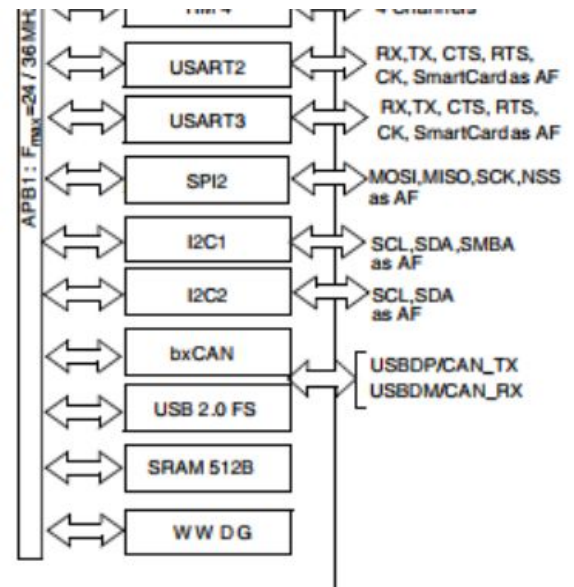 4 Channels
APB1 : Fmax=24 / 36 MHz
USART2
RX,TX, CTS, RTS,
CK, SmartCard as AF
USART3
RX,TX, CTS, RTS,
CK, SmartCard as AF
SPI2
MOSI,MISO,SCK,NSS
as AF
I2C1
SCL,SDA,SMBA
as AF
I2C2
SCL,SDA
as AF
bxCAN
USBDP/CAN_TX
USBDM/CAN_RX
USB 2.0 FS
SRAM 512B
WWDG